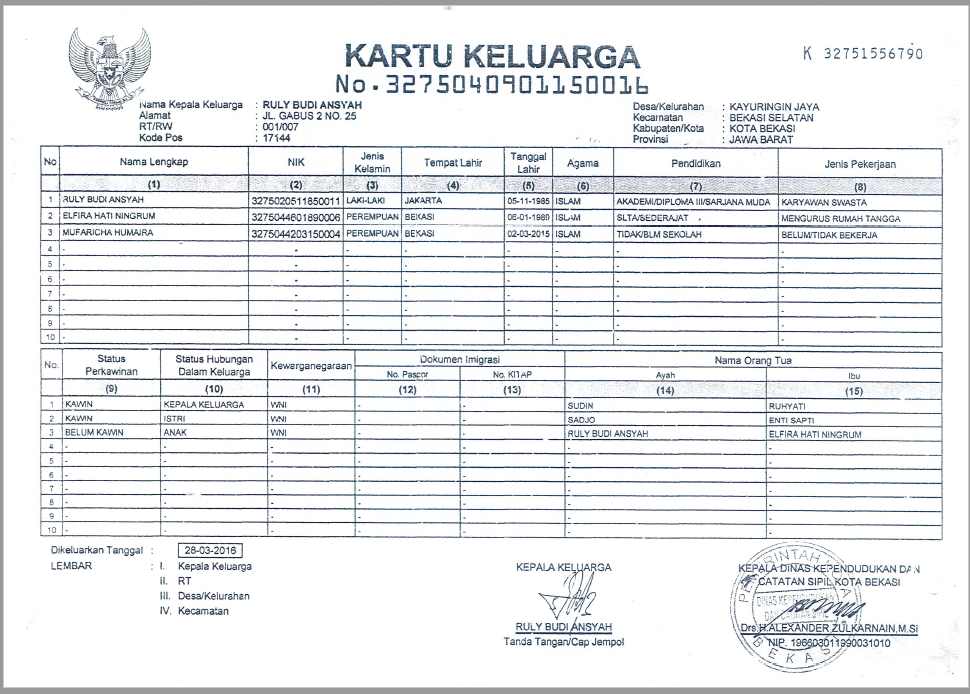 KARTU KELUARGA
No.3275040901150016
K 32751556790
Nama Kepala Keluarga : RULY BUDI ANSYAH
Alamat : JL. GABUS 2 NO. 25
RT/RW : 001/007
Kode Pos : 17144
Desa/Kelurahan : KAYURINGIN JAYA
Kecamatan : BEKASI SELATAN
Kabupaten/Kota : KOTA BEKASI
Provinsi : JAWA BARAT
No Nama Lengkap NIK Jenis Kelamin Tempat Lahir Tanggal Lahir Agama Pendidikan Jenis Pekerjaan
(1) (2) (3) (4) (5) (6) (7) (8)
1 RULY BUDI ANSYAH 3275020511850011 LAKI-LAKI JAKARTA 05-11-1985 ISLAM AKADEMI/DIPLOMA III/SARJANA MUDA KARYAWAN SWASTA
2 ELFIRA HATI NINGRUM 3275044601890006 PEREMPUAN BEKASI 06-01-1989 ISLAM SLTA/SEDERAJAT MENGURUS RUMAH TANGGA
3 MUFARICHA HUMAIRA 3275044203150004 PEREMPUAN BEKASI 02-03-2015 ISLAM TIDAK/BLM SEKOLAH BELUM/TIDAK BEKERJA
4 - - - - - - - -
5 - - - - - - - -
6 - - - - - - - -
7 - - - - - - - -
8 - - - - - - - -
9 - - - - - - - -
10 - - - - - - - -
No. Status Perkawinan Status Hubungan Dalam Keluarga Kewarganegaraan Dokumen Imigrasi Nama Orang Tua
No. Paspor No. KITAP Ayah Ibu
(9) (10) (11) (12) (13) (14) (15)
1 KAWIN KEPALA KELUARGA WNI - - SUDIN RUHYATI
2 KAWIN ISTRI WNI - - SADJO ENTI SAPTI
3 BELUM KAWIN ANAK WNI - - RULY BUDI ANSYAH ELFIRA HATI NINGRUM
4 - - - - - - -
5 - - - - - - -
6 - - - - - - -
7 - - - - - - -
8 - - - - - - -
9 - - - - - - -
10 - - - - - - -
Dikeluarkan Tanggal : 28-03-2016
LEMBAR : I. Kepala Keluarga
II. RT
III. Desa/Kelurahan
IV. Kecamatan
KEPALA KELUARGA
RULY BUDI ANSYAH
Tanda Tangan/Cap Jempol
KEPALA DINAS KEPENDUDUKAN DAN
CATATAN SIPIL KOTA BEKASI
DINAS KEPENDUDUKAN
BEKASI
Drs.H.ALEXANDER ZULKARNAIN,M.Si
NIP. 196603011990031010